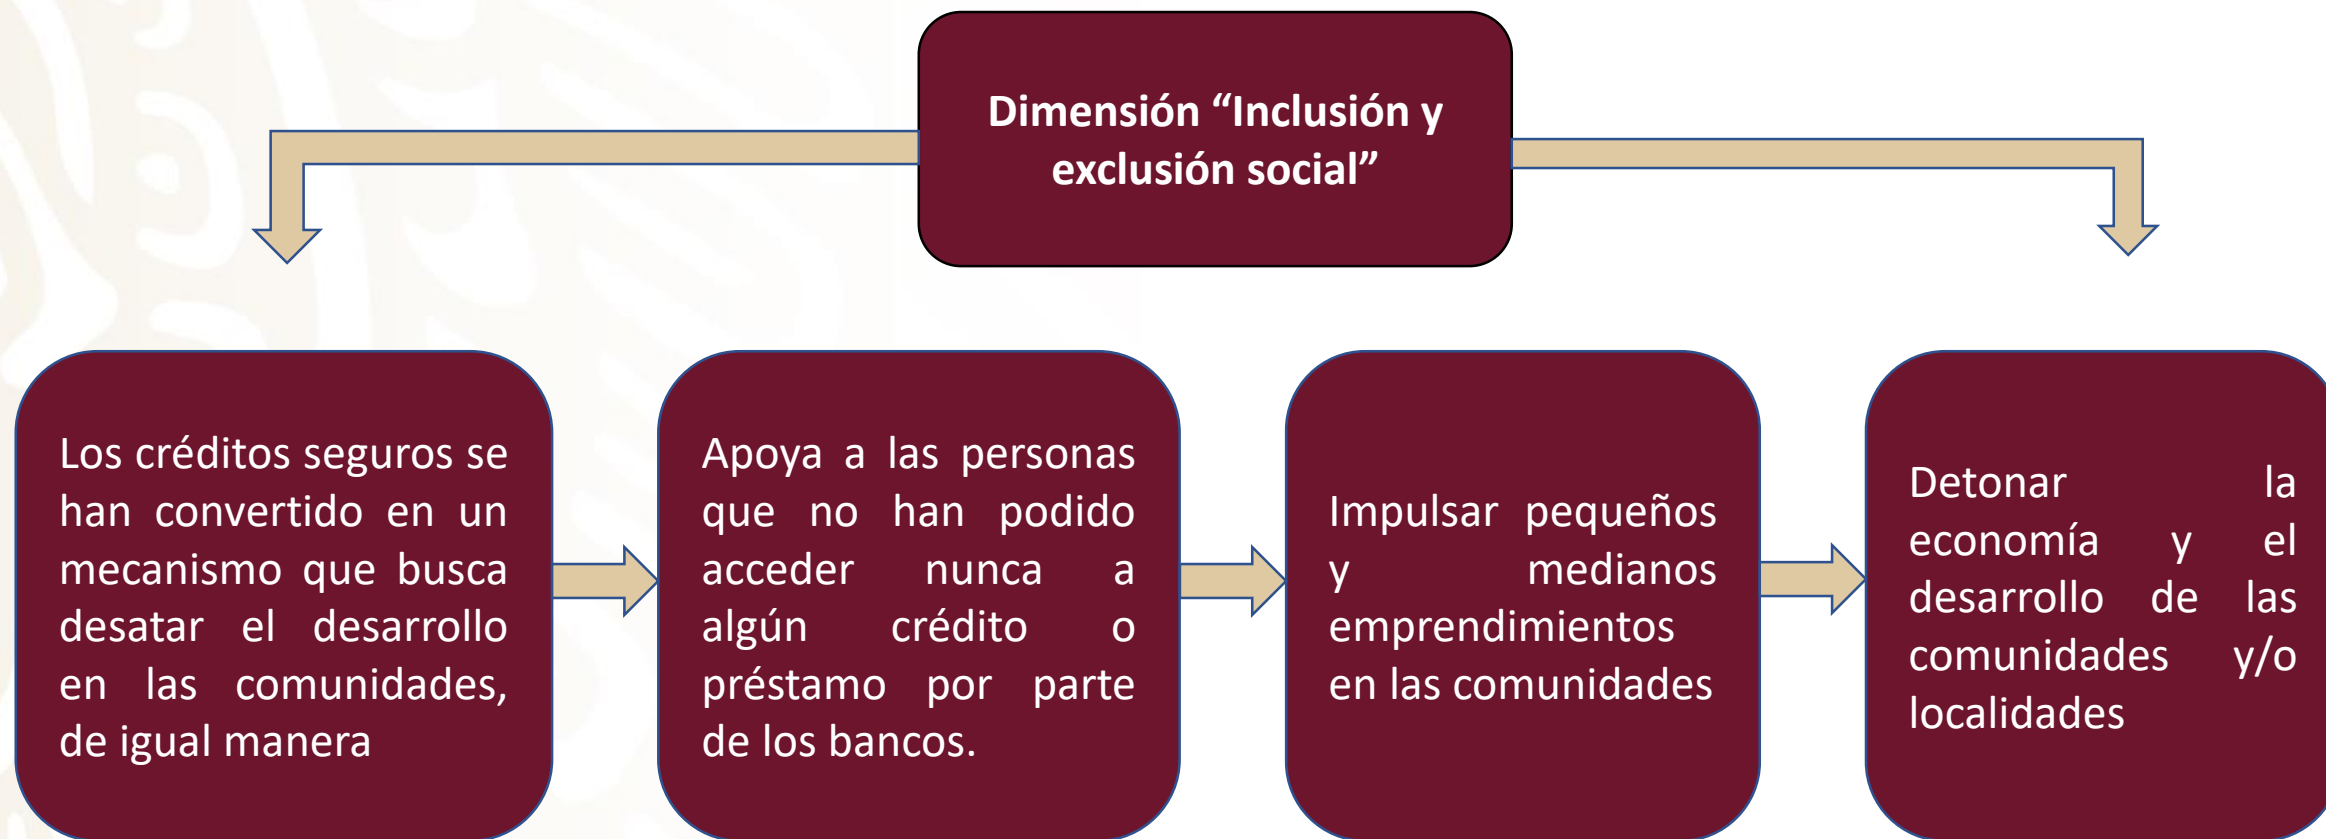 Dimensión “Inclusión y
exclusión social”
Los créditos seguros se
han convertido en un
mecanismo que busca
desatar el desarrollo
en las comunidades,
de igual manera
Apoya a las personas
que no han podido
acceder nunca a
algún crédito o
préstamo por parte
de los bancos.
Impulsar pequeños
y medianos
emprendimientos
en las comunidades
Detonar la
economía y el
desarrollo de las
comunidades y/o
localidades